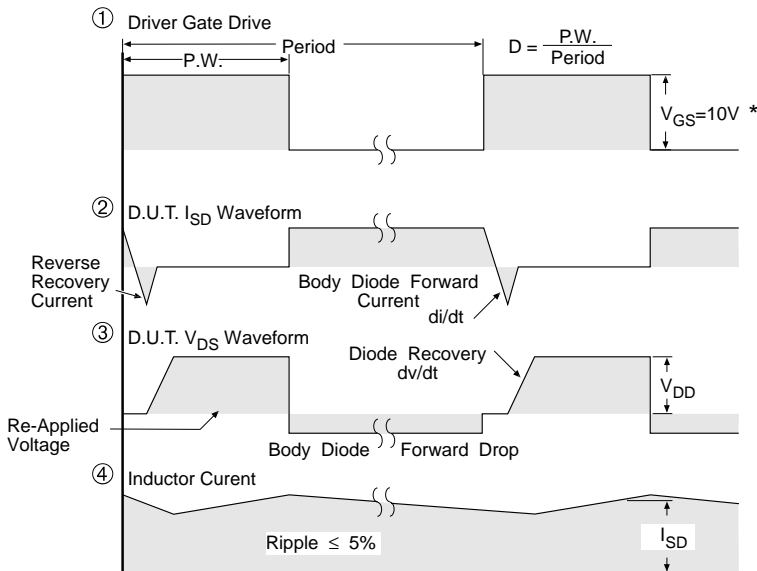 ① Driver Gate Drive
Period
P.W.
D = P.W.
Period
V_GS=10V *
② D.U.T. I_SD Waveform
Reverse
Recovery
Current
Body Diode Forward
Current
di/dt
③ D.U.T. V_DS Waveform
Diode Recovery
dv/dt
V_DD
Re-Applied
Voltage
Body Diode Forward Drop
④ Inductor Curent
Ripple ≤ 5%
I_SD